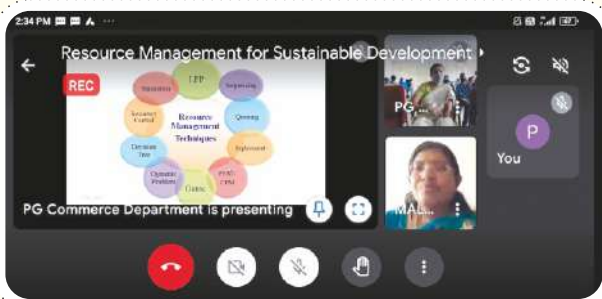 2:34 PM
Resource Management for Sustainable Development
REC
LPP
Simulation
Sequencing
Inventory
Control
Resource
Management
Techniques
Queuing
Decision
Tree
Replacement
PERT/
CPM
Games
PG Commerce Department is presenting
PG ...
MAL...
P
You